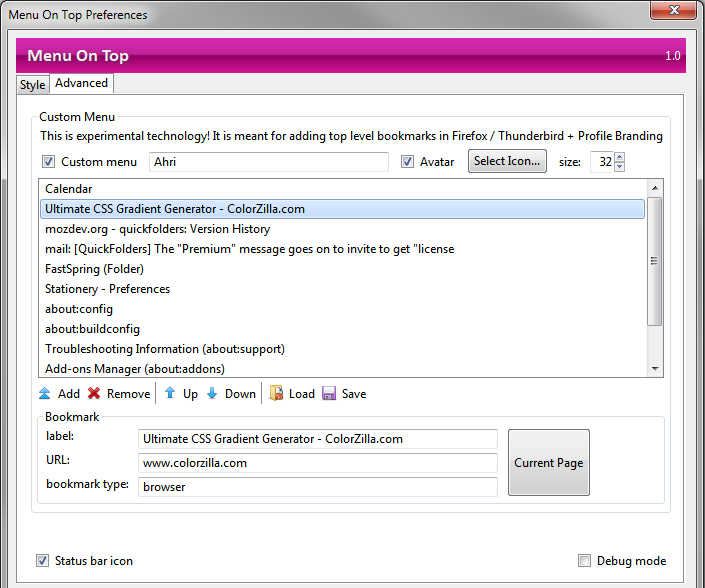 Menu On Top Preferences
Menu On Top 1.0
Style Advanced
Custom Menu
This is experimental technology! It is meant for adding top level bookmarks in Firefox / Thunderbird + Profile Branding
Custom menu Ahri Avatar Select Icon... size: 32
Calendar
Ultimate CSS Gradient Generator - ColorZilla.com
mozdev.org - quickfolders: Version History
mail: [QuickFolders] The "Premium" message goes on to invite to get "license
FastSpring (Folder)
Stationery - Preferences
about:config
about:buildconfig
Troubleshooting Information (about:support)
Add-ons Manager (about:addons)
Add Remove Up Down Load Save
Bookmark
label: Ultimate CSS Gradient Generator - ColorZilla.com
URL: www.colorzilla.com Current Page
bookmark type: browser
Status bar icon Debug mode